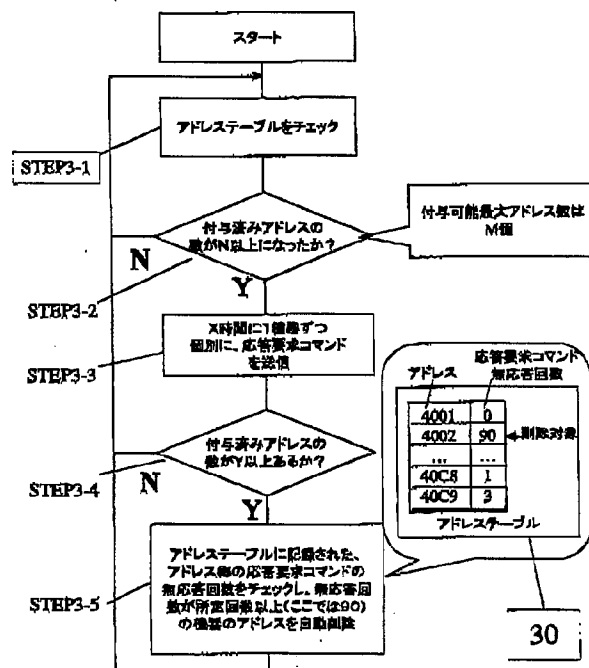 スタート
アドレステーブルをチェック
STEP3-1
付与済みアドレスの
数がN以上になったか?
付与可能最大アドレス数は
M個
N
Y
STEP3-2
X時間に1機器ずつ
個別に、応答要求コマンド
を送信
STEP3-3
付与済みアドレスの
数がY以上あるか?
N
Y
STEP3-4
アドレステーブルに記録された、
アドレス毎の応答要求コマンドの
無応答回数をチェックし。無応答回
数が所定回数以上(ここでは90)
の機器のアドレスを自動削除
STEP3-5
応答要求コマンド
無応答回数
アドレス
4001 0
4002 90
削除対象
... ...
40C8 1
40C9 3
アドレステーブル
30